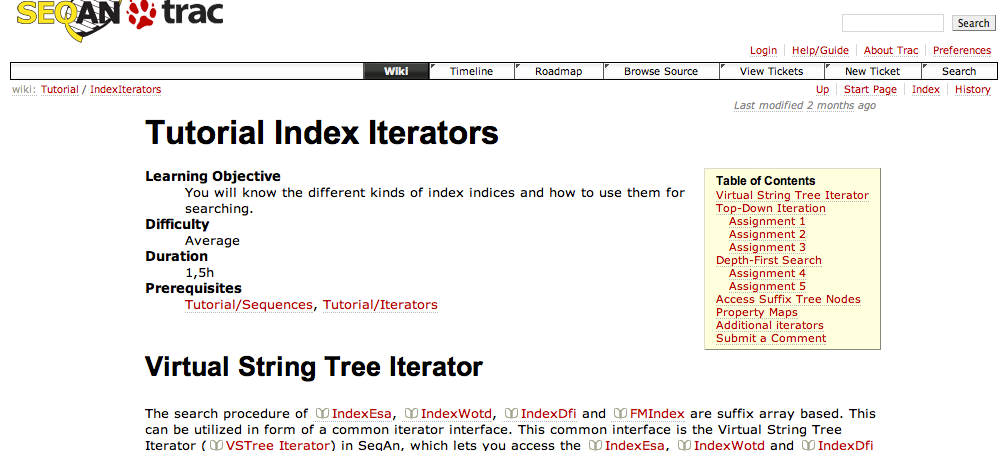 SEQAN trac
Search
Login Help/Guide About Trac Preferences
Wiki Timeline Roadmap Browse Source View Tickets New Ticket Search
wiki: Tutorial / IndexIterators
Up Start Page Index History
Last modified 2 months ago
Tutorial Index Iterators
Learning Objective
You will know the different kinds of index indices and how to use them for
searching.
Difficulty
Average
Duration
1,5h
Prerequisites
Tutorial/Sequences, Tutorial/Iterators
Table of Contents
Virtual String Tree Iterator
Top-Down Iteration
Assignment 1
Assignment 2
Assignment 3
Depth-First Search
Assignment 4
Assignment 5
Access Suffix Tree Nodes
Property Maps
Additional iterators
Submit a Comment
Virtual String Tree Iterator
The search procedure of IndexEsa, IndexWotd, IndexDfi and FMIndex are suffix array based. This
can be utilized in form of a common iterator interface. This common interface is the Virtual String Tree
Iterator ( VSTree Iterator) in SeqAn, which lets you access the IndexEsa, IndexWotd and IndexDfi